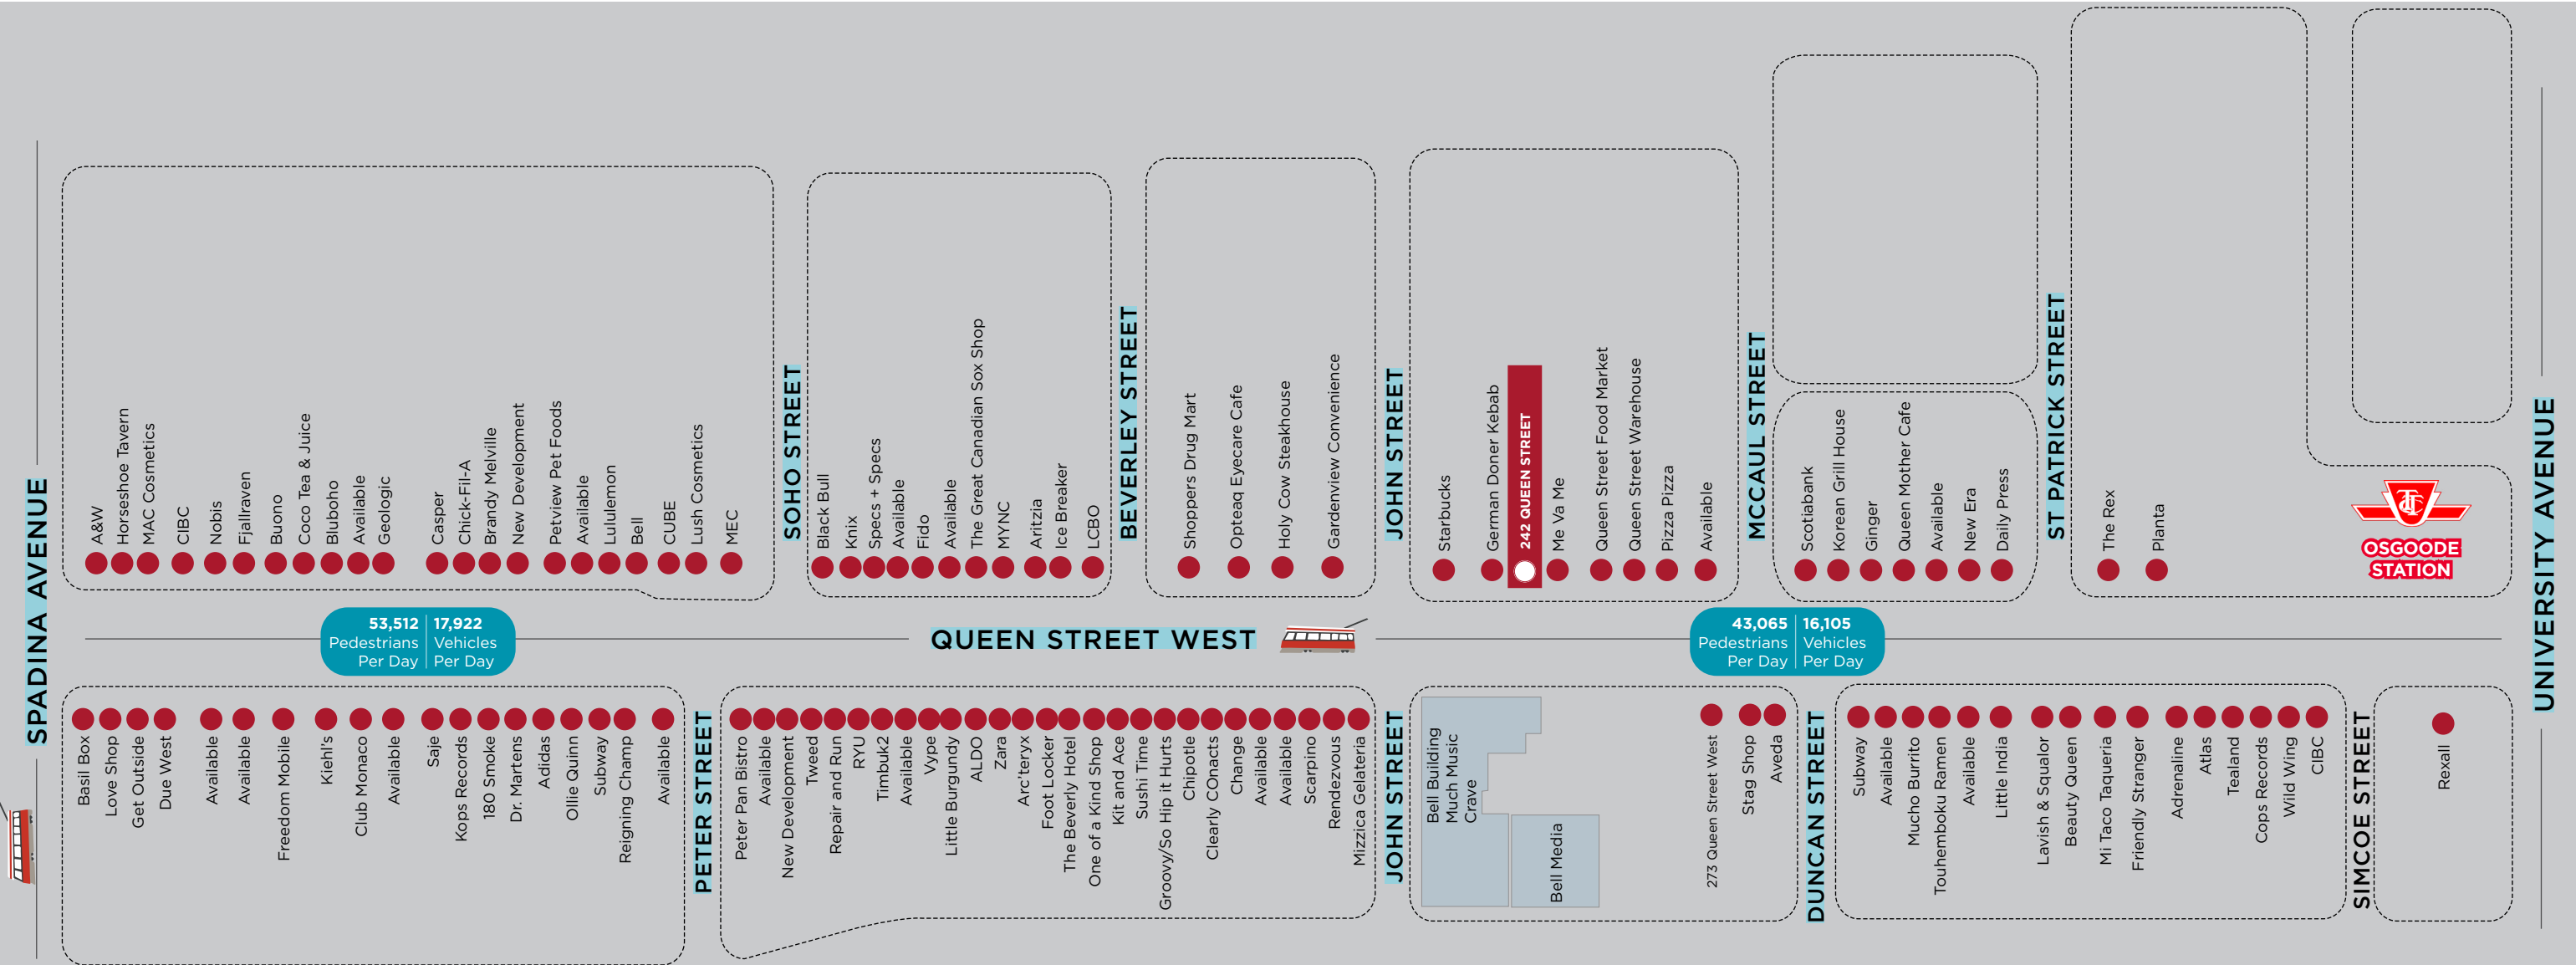 SPADINA AVENUE
A&W
Horseshoe Tavern
MAC Cosmetics
CIBC
Nobis
Fjallraven
Buono
Coco Tea & Juice
Bluboho
Available
Geologic
Casper
Chick-Fil-A
Brandy Melville
New Development
Petview Pet Foods
Available
Lululemon
Bell
CUBE
Lush Cosmetics
MEC
SOHO STREET
Black Bull
Knix
Specs + Specs
Available
Fido
Available
The Great Canadian Sox Shop
MYNC
Aritzia
Ice Breaker
LCBO
BEVERLEY STREET
Shoppers Drug Mart
Opteaq Eyecare Cafe
Holy Cow Steakhouse
Gardenview Convenience
JOHN STREET
Starbucks
German Doner Kebab
242 QUEEN STREET
Me Va Me
Queen Street Food Market
Queen Street Warehouse
Pizza Pizza
Available
MCCAUL STREET
Scotiabank
Korean Grill House
Ginger
Queen Mother Cafe
Available
New Era
Daily Press
ST PATRICK STREET
The Rex
Planta
TTC
OSGOODE
STATION
UNIVERSITY AVENUE
53,512
Pedestrians
Per Day
17,922
Vehicles
Per Day
QUEEN STREET WEST
43,065
Pedestrians
Per Day
16,105
Vehicles
Per Day
Basil Box
Love Shop
Get Outside
Due West
Available
Available
Freedom Mobile
Kiehl's
Club Monaco
Available
Saje
Kops Records
180 Smoke
Dr. Martens
Adidas
Ollie Quinn
Subway
Reigning Champ
Available
PETER STREET
Peter Pan Bistro
Available
New Development
Tweed
Repair and Run
RYU
Timbuk2
Available
Vype
Little Burgundy
ALDO
Zara
Arc'teryx
Foot Locker
The Beverly Hotel
One of a Kind Shop
Kit and Ace
Sushi Time
Groovy/So Hip it Hurts
Chipotle
Clearly COnacts
Change
Available
Available
Scarpino
Rendezvous
Mizzica Gelateria
JOHN STREET
Bell Building
Much Music
Crave
Bell Media
273 Queen Street West
Stag Shop
Aveda
DUNCAN STREET
Subway
Available
Mucho Burrito
Touhemboku Ramen
Available
Little India
Lavish & Squalor
Beauty Queen
Mi Taco Taqueria
Friendly Stranger
Adrenaline
Atlas
Tealand
Cops Records
Wild Wing
CIBC
SIMCOE STREET
Rexall